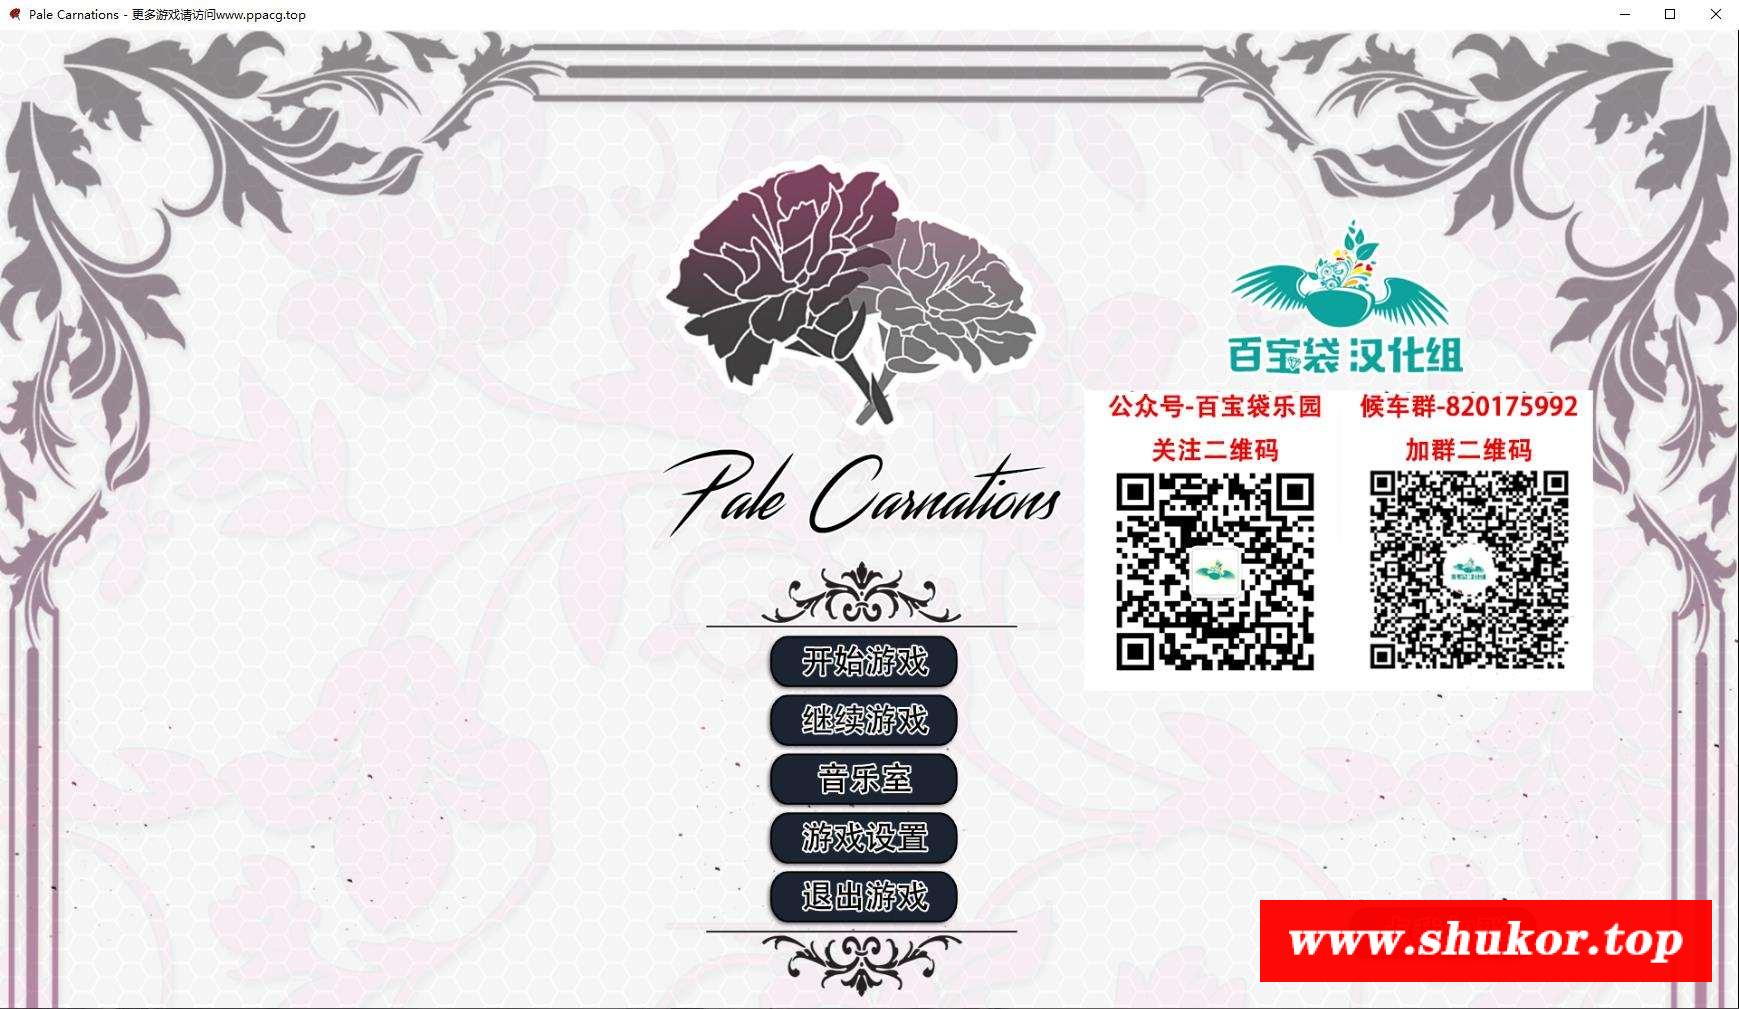 Pale Carnations - 更多游戏请访问www.ppacg.top
百宝袋 汉化组
公众号-百宝袋乐园
候车群-820175992
关注二维码
加群二维码
Pale Carnations
开始游戏
继续游戏
音乐室
游戏设置
退出游戏
www.shukor.top